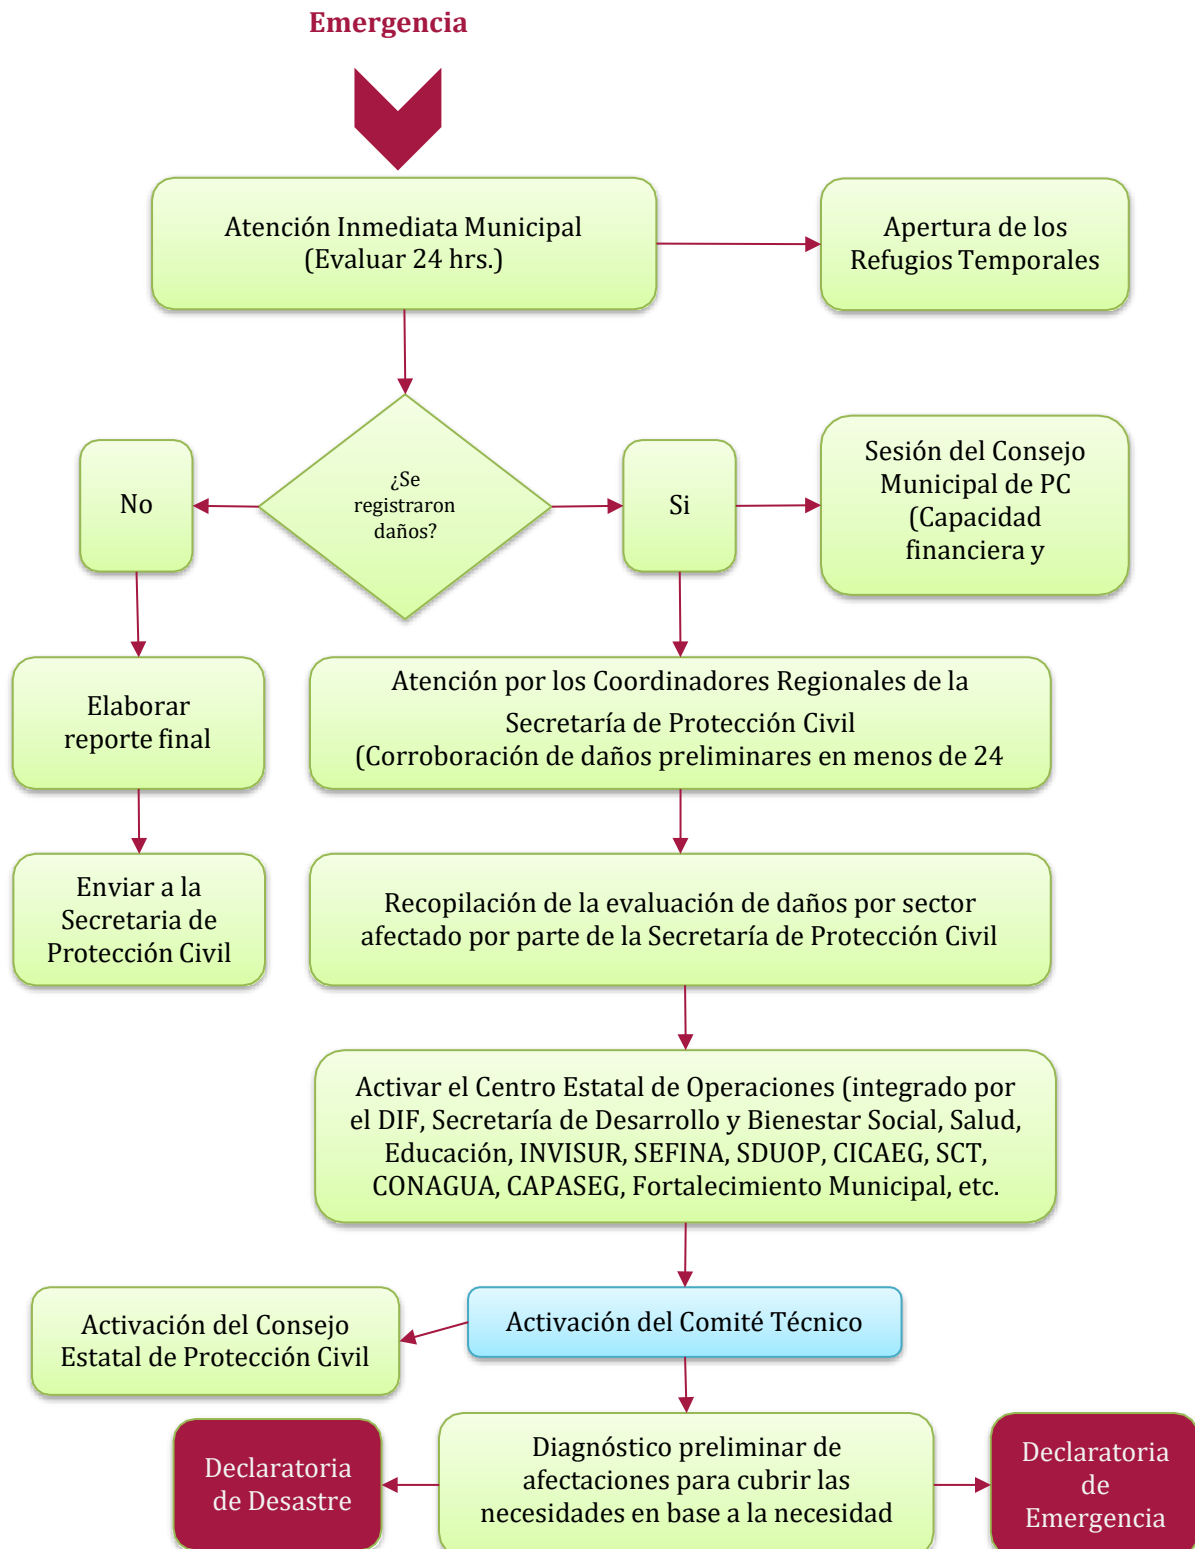 Emergencia
Atención Inmediata Municipal
(Evaluar 24 hrs.)
Apertura de los
Refugios Temporales
¿Se
registraron
daños?
No
Si
Sesión del Consejo
Municipal de PC
(Capacidad
financiera y
Elaborar
reporte final
Atención por los Coordinadores Regionales de la
Secretaría de Protección Civil
(Corroboración de daños preliminares en menos de 24
Enviar a la
Secretaria de
Protección Civil
Recopilación de la evaluación de daños por sector
afectado por parte de la Secretaría de Protección Civil
Activar el Centro Estatal de Operaciones (integrado por
el DIF, Secretaría de Desarrollo y Bienestar Social, Salud,
Educación, INVISUR, SEFINA, SDUOP, CICAEG, SCT,
CONAGUA, CAPASEG, Fortalecimiento Municipal, etc.
Activación del Comité Técnico
Activación del Consejo
Estatal de Protección Civil
Declaratoria
de Desastre
Diagnóstico preliminar de
afectaciones para cubrir las
necesidades en base a la necesidad
Declaratoria
de
Emergencia